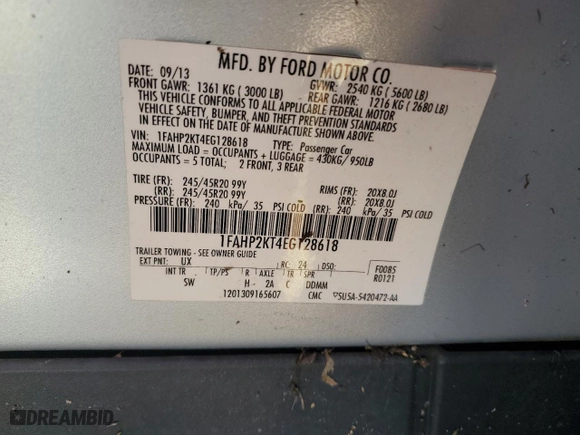 MFD. BY FORD MOTOR CO.
DATE: 09/13 GVWR: 2540 KG ( 5600 LB)
FRONT GAWR: 1361 KG ( 3000 LB) REAR GAWR: 1216 KG ( 2680 LB)
THIS VEHICLE CONFORMS TO ALL APPLICABLE FEDERAL MOTOR
VEHICLE SAFETY, BUMPER, AND THEFT PREVENTION STANDARDS
IN EFFECT ON THE DATE OF MANUFACTURE SHOWN ABOVE.
VIN: 1FAHP2KT4EG128618 TYPE: Passenger Car
MAXIMUM LOAD = OCCUPANTS + LUGGAGE = 430KG/ 950LB
OCCUPANTS = 5 TOTAL; 2 FRONT, 3 REAR
TIRE (FR): 245/45R20 99Y RIMS (FR): 20X8.0J
(RR): 245/45R20 99Y (RR): 20X8.0J
PRESSURE (FR): 240 kPa/ 35 PSI COLD (RR): 240 kPa/ 35 PSI COLD
1FAHP2KT4EG128618
TRAILER TOWING - SEE OWNER GUIDE
EXT PNT: UX RC: 24 DSO: F0085
INT TR TP/PS R AXLE TR SPR R0121
SW H - 2A C DDMM
1201309165607 CMC 5U5A-5420472-AA
DREAMBID